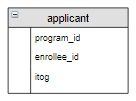 applicant
program_id
enrollee_id
itog